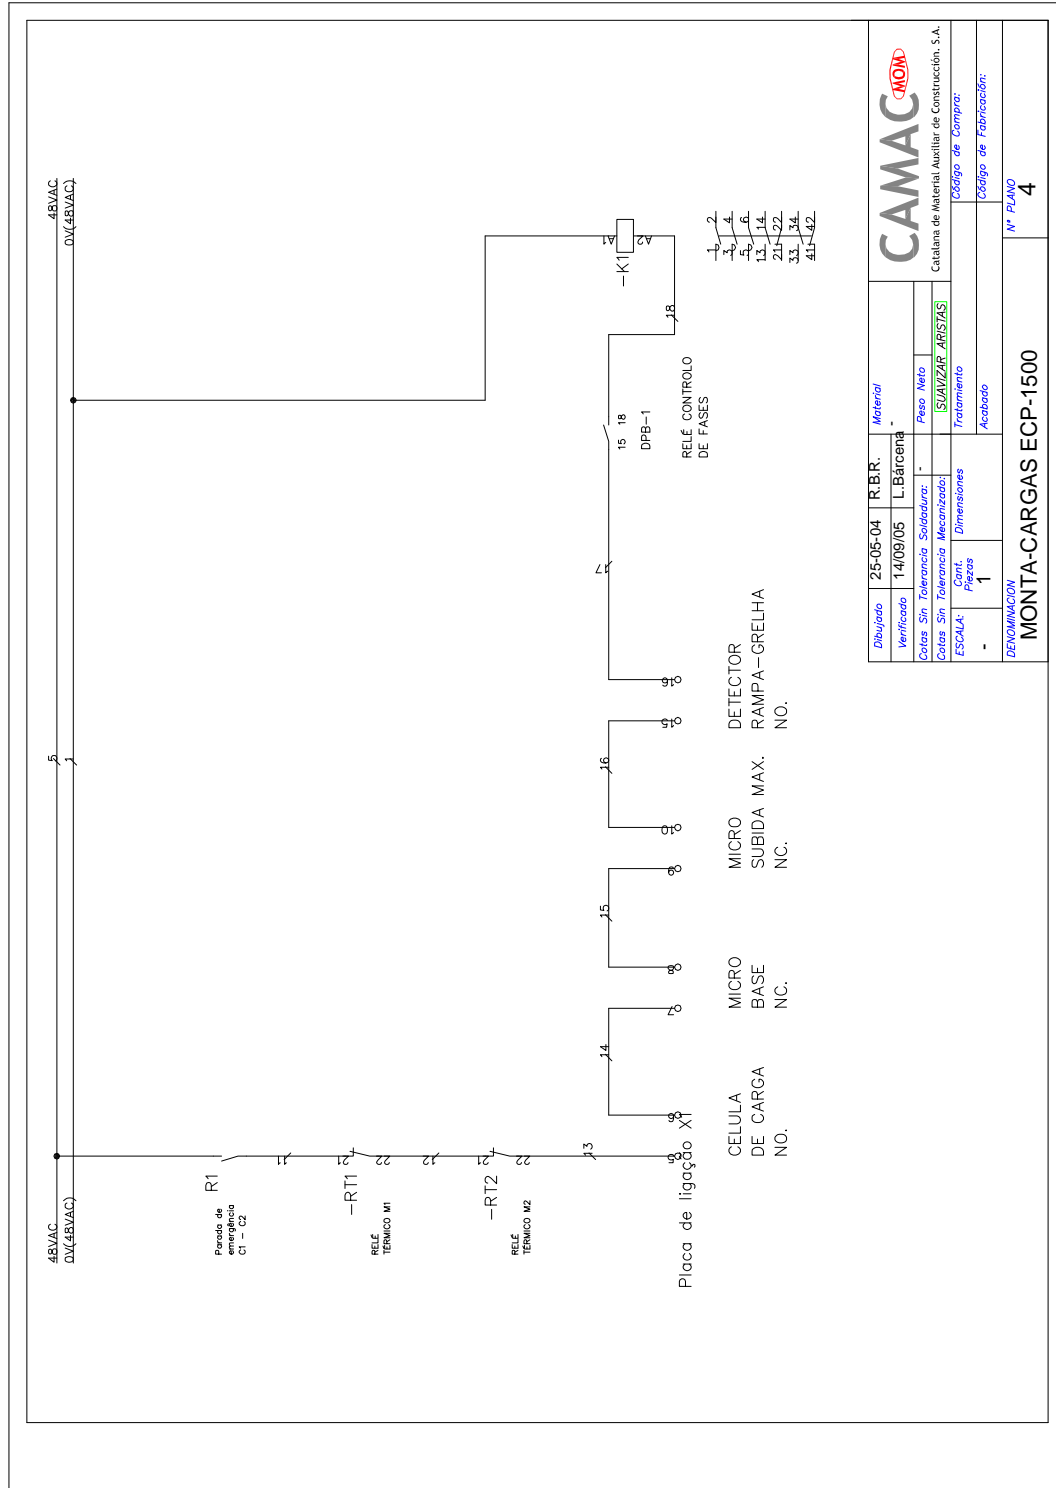 48VAC
0V(48VAC)
48VAC
0V(48VAC)
5
1
R1
Parada de
emergência
C1 - C2
11
21
22
-RT1
RELÉ
TÉRMICO M1
12
21
22
-RT2
RELÉ
TÉRMICO M2
13
5
6
Placa de ligação X1
CELULA
DE CARGA
NO.
14
7
8
MICRO
BASE
NC.
15
9
10
MICRO
SUBIDA MAX.
NC.
16
15
16
DETECTOR
RAMPA-GRELHA
NO.
17
15 18
DPB-1
RELÉ CONTROLO
DE FASES
18
-K1
A1
A2
1 2
3 4
5 6
13 14
21 22
33 34
41 42
Dibujado 25-05-04 R.B.R.
Verificado 14/09/05 L.Bárcena
Material
-
Cotas Sin Tolerancia Soldadura: -
Peso Neto
Cotas Sin Tolerancia Mecanizado:
SUAVIZAR ARISTAS
ESCALA:
-
Cant.
Piezas
1
Dimensiones
Tratamiento
Acabado
CAMAC
MOM
Catalana de Material Auxiliar de Construcción, S.A.
Código de Compra:
Código de Fabricación:
DENOMINACION
MONTA-CARGAS ECP-1500
Nº PLANO
4